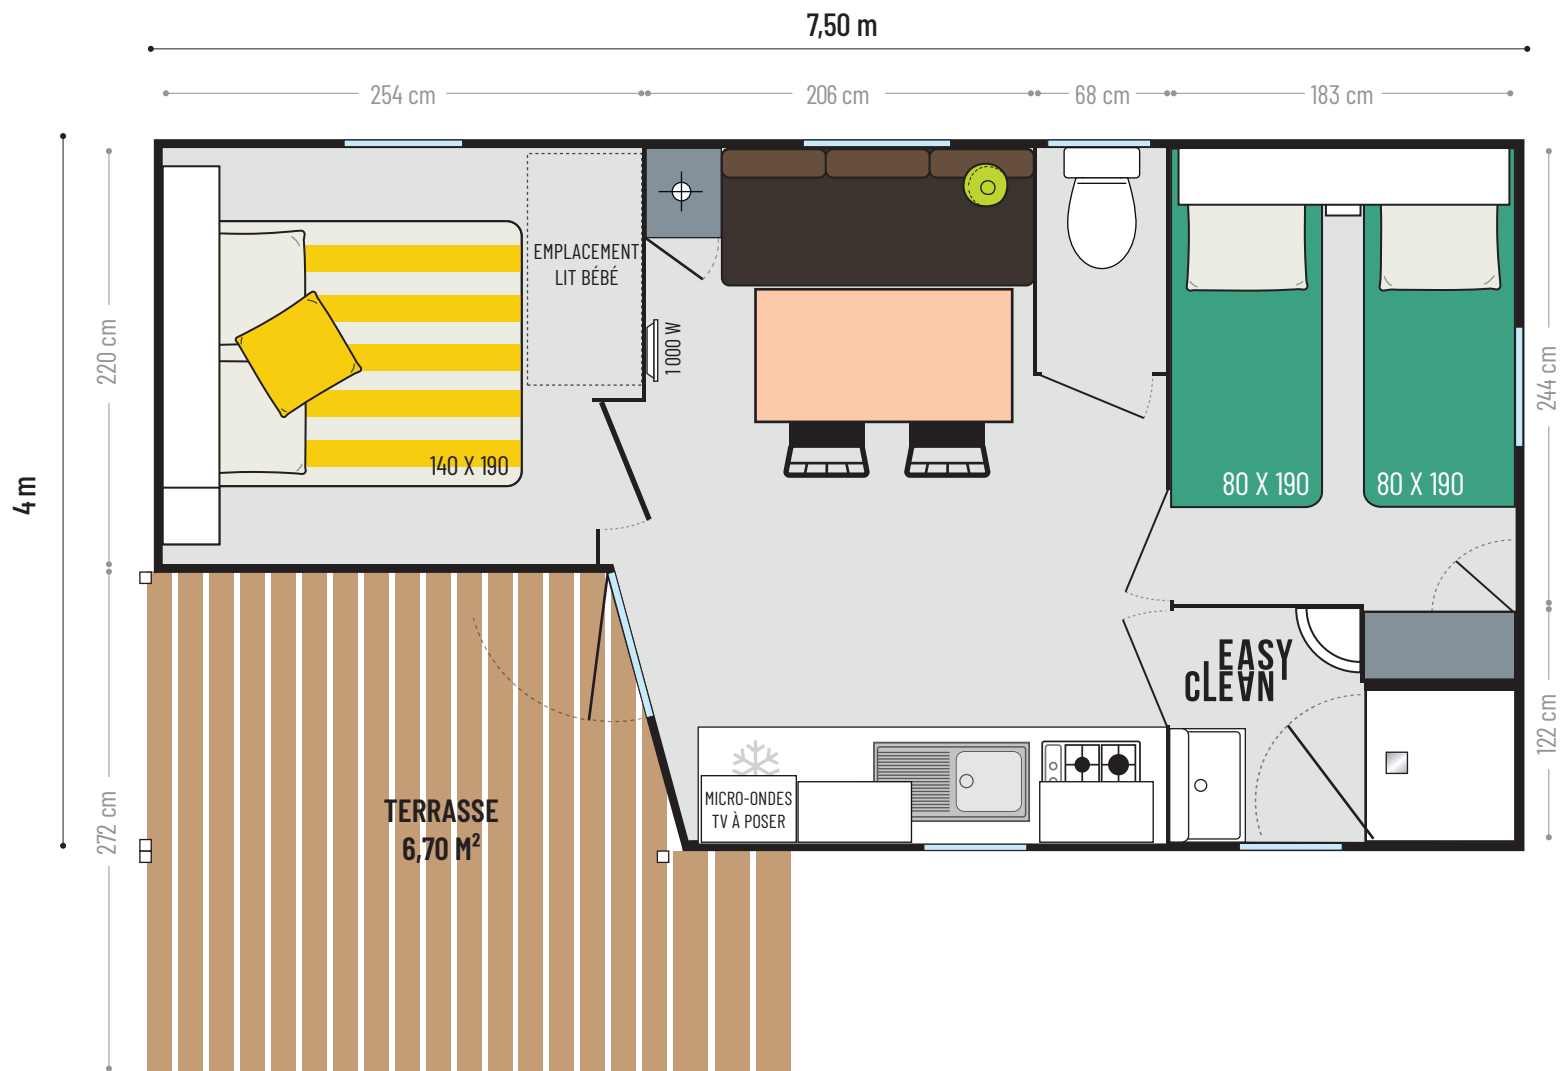 7,50 m
254 cm
206 cm
68 cm
183 cm
4 m
220 cm
272 cm
244 cm
122 cm
EMPLACEMENT
LIT BÉBÉ
1000 W
140 X 190
80 X 190
80 X 190
EASY
CLEAN
MICRO-ONDES
TV À POSER
TERRASSE
6,70 M²